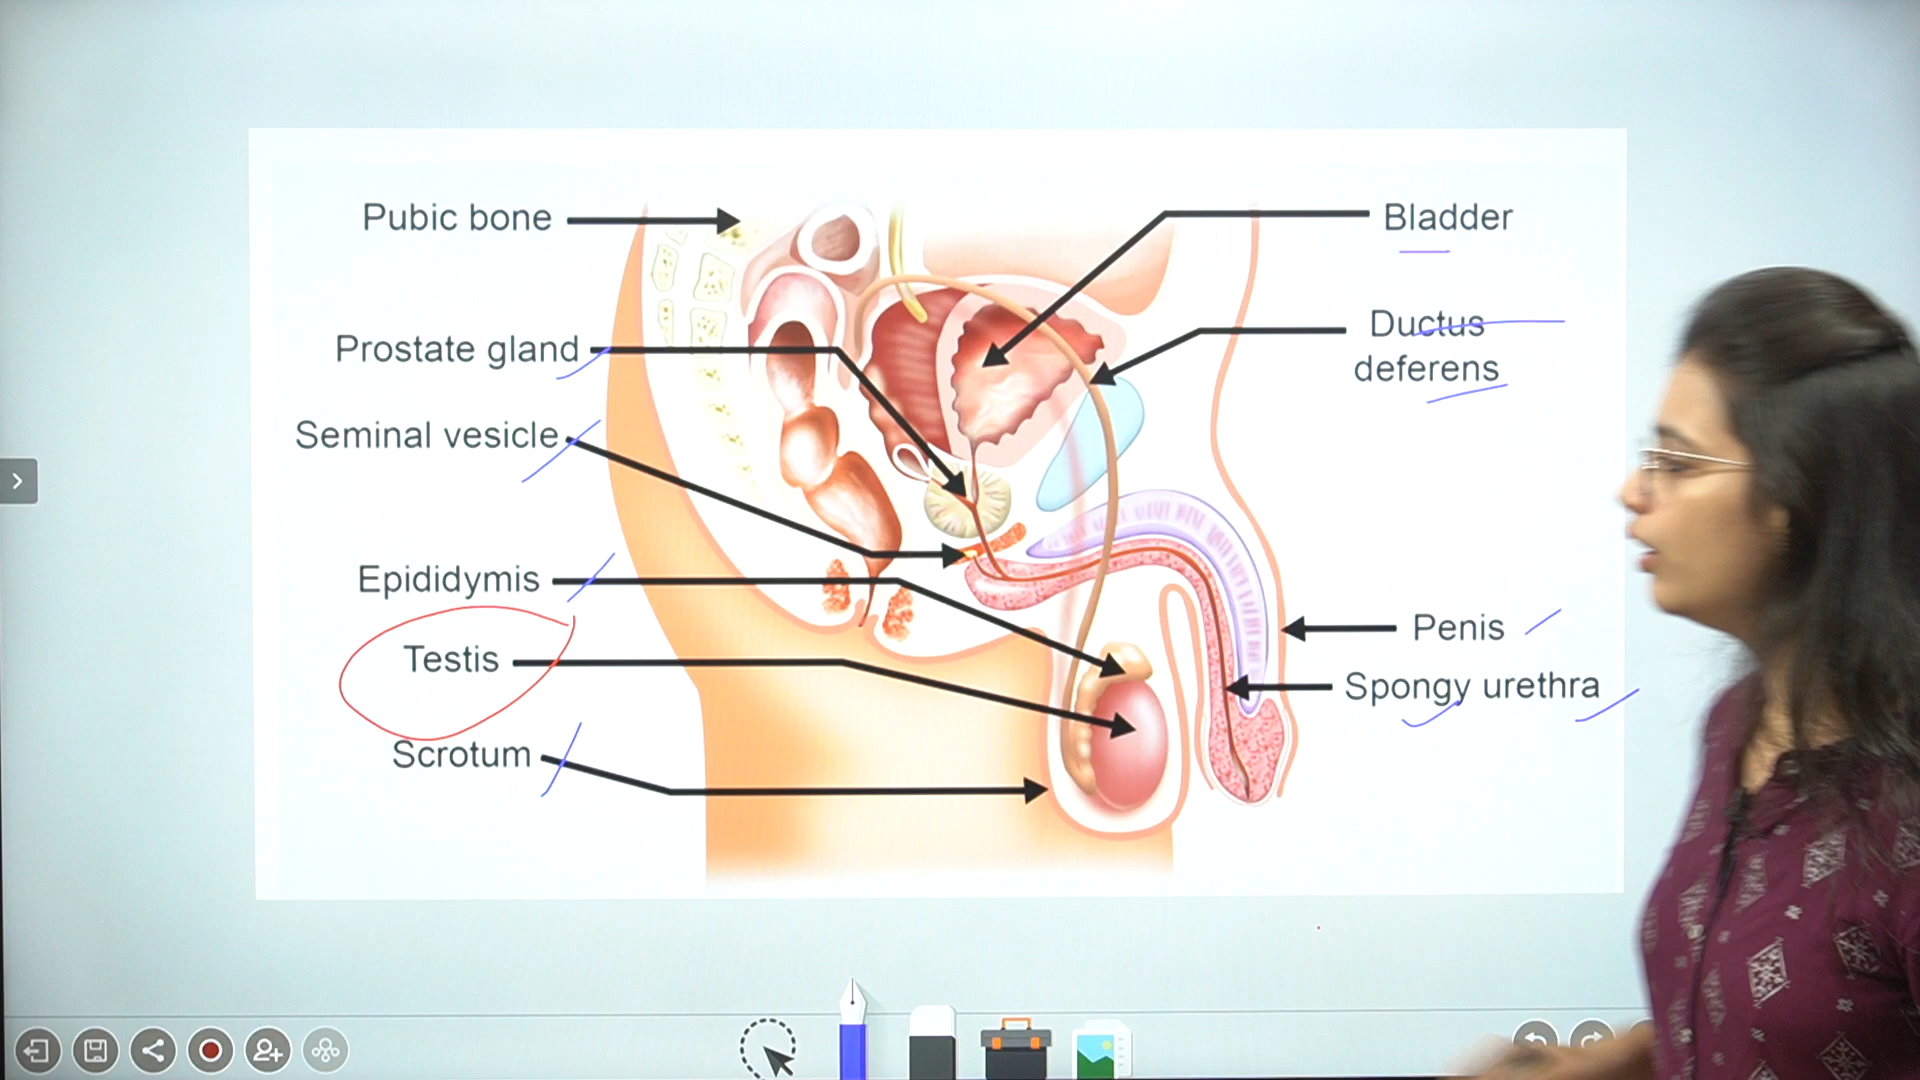 Pubic bone
Bladder
Prostate gland
Ductus
deferens
Seminal vesicle
Epididymis
Testis
Penis
Spongy urethra
Scrotum